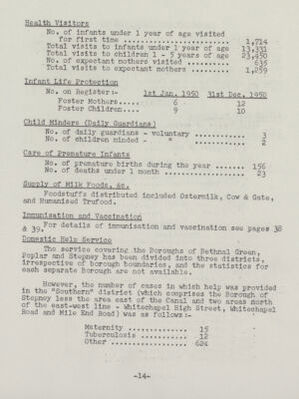 Health Visitors
No. of infants under 1 year of age visited
for first time .................. 1,714
Total visits to infants under 1 year of age 13,331
Total visits to children 1 - 5 years of age 23,450
No. of expectant mothers visited ........ 635
Total visits to expectant mothers ....... 1,259
Infant Life Protection
No. on Register:- 1st Jan. 1950 31st Dec. 1950
Foster Mothers.... 6 12
Foster Children... 9 10
Child Minders (Daily Guardians)
No. of daily guardians - voluntary ........... 3
No. of children minded - " ........... 2
Care of Premature Infants
No. of premature births during the year ....... 156
No. of deaths under 1 month ................... 23
Supply of Milk Foods, &c.
Foodstuffs distributed included Ostermilk, Cow & Gate,
and Humanised Trufood.
Immunisation and Vaccination
For details of immunisation and vaccination see pages 38
& 39.
Domestic Help Service
The service covering the Boroughs of Bethnal Green,
Poplar and Stepney has been divided into three districts,
irrespective of borough boundaries, and the statistics for
each separate Borough are not available.
However, the number of cases in which help was provided
in the "Southern" district (which comprises the Borough of
Stepney less the area east of the Canal and two areas north
of the east-west line - Whitechapel High Street, Whitechapel
Road and Mile End Road) was as follows:-
Maternity ............... 15
Tuberculosis ............ 12
Other ................... 624
-14-